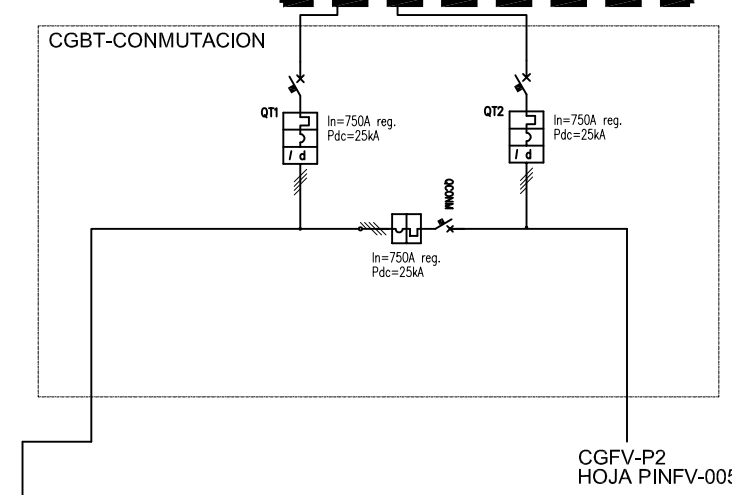 CGBT-CONMUTACION
QT1
In=750A reg.
Pdc=25kA
I d
QT2
In=750A reg.
Pdc=25kA
I d
QCONM
In=750A reg.
Pdc=25kA
CGFV-P2
HOJA PINFV-005